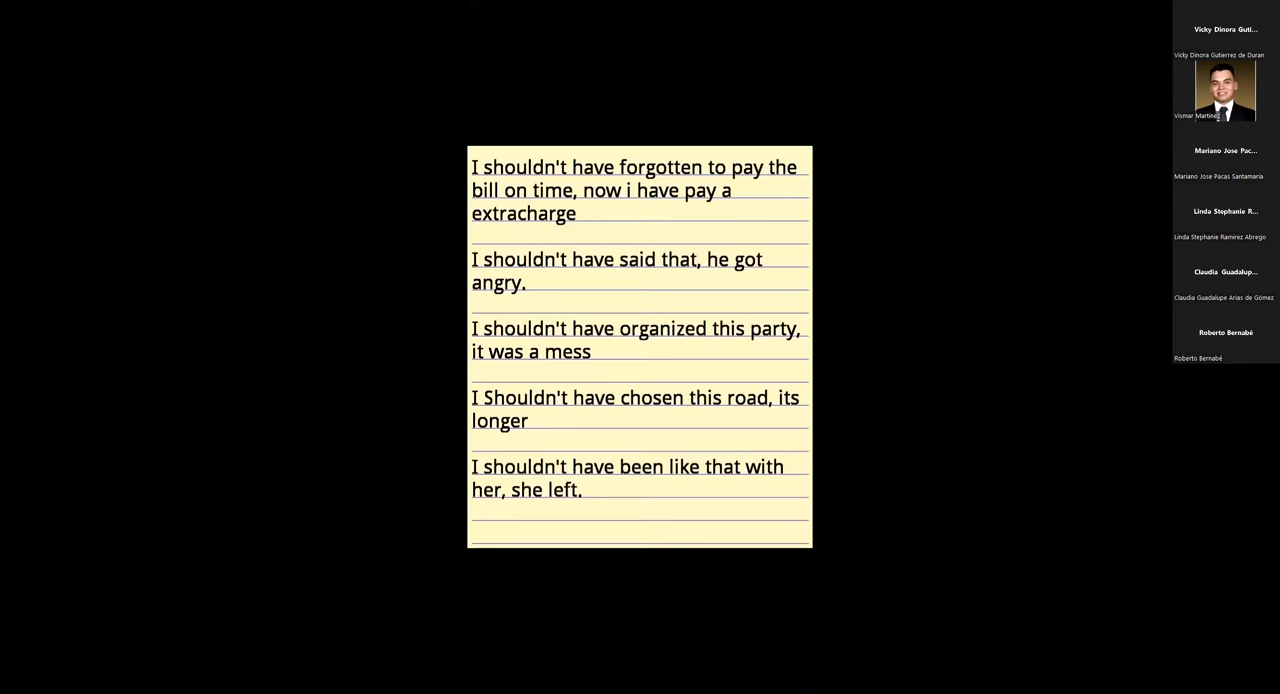 I shouldn't have forgotten to pay the
bill on time, now i have pay a
extracharge
I shouldn't have said that, he got
angry.
I shouldn't have organized this party,
it was a mess
I Shouldn't have chosen this road, its
longer
I shouldn't have been like that with
her, she left.
Vicky Dinora Guti...
Vicky Dinora Gutierrez de Duran
Vismar Martinez
Mariano Jose Pac...
Mariano Jose Pacas Santamaría
Linda Stephanie R...
Linda Stephanie Ramirez Abrego
Claudia Guadalup...
Claudia Guadalupe Arias de Gómez
Roberto Bernabé
Roberto Bernabé